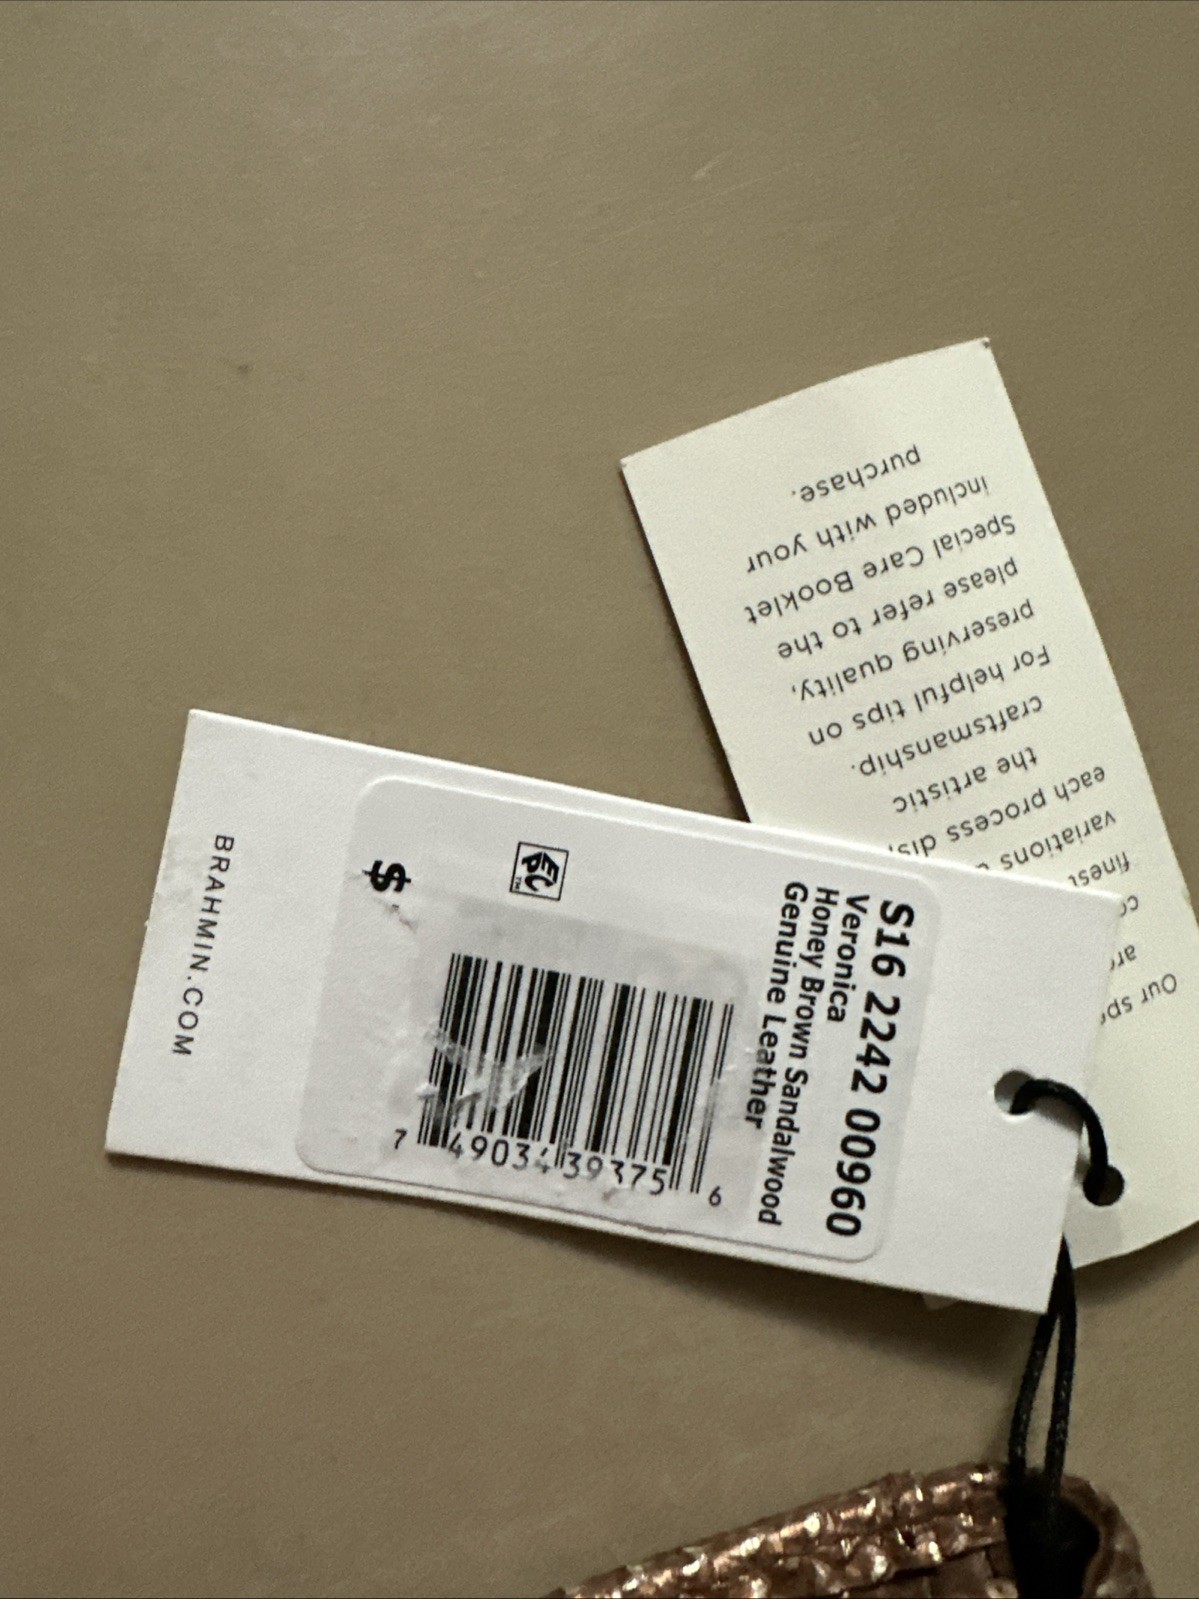 S16 2242 00960
Veronica
Honey Brown Sandalwood
Genuine Leather
7 49034 39375 6
$
BRAHMIN.COM
Our
finest
variations
each process
the artistic
craftsmanship.
For helpful tips on
preserving quality,
please refer to the
Special Care Booklet
included with your
purchase.